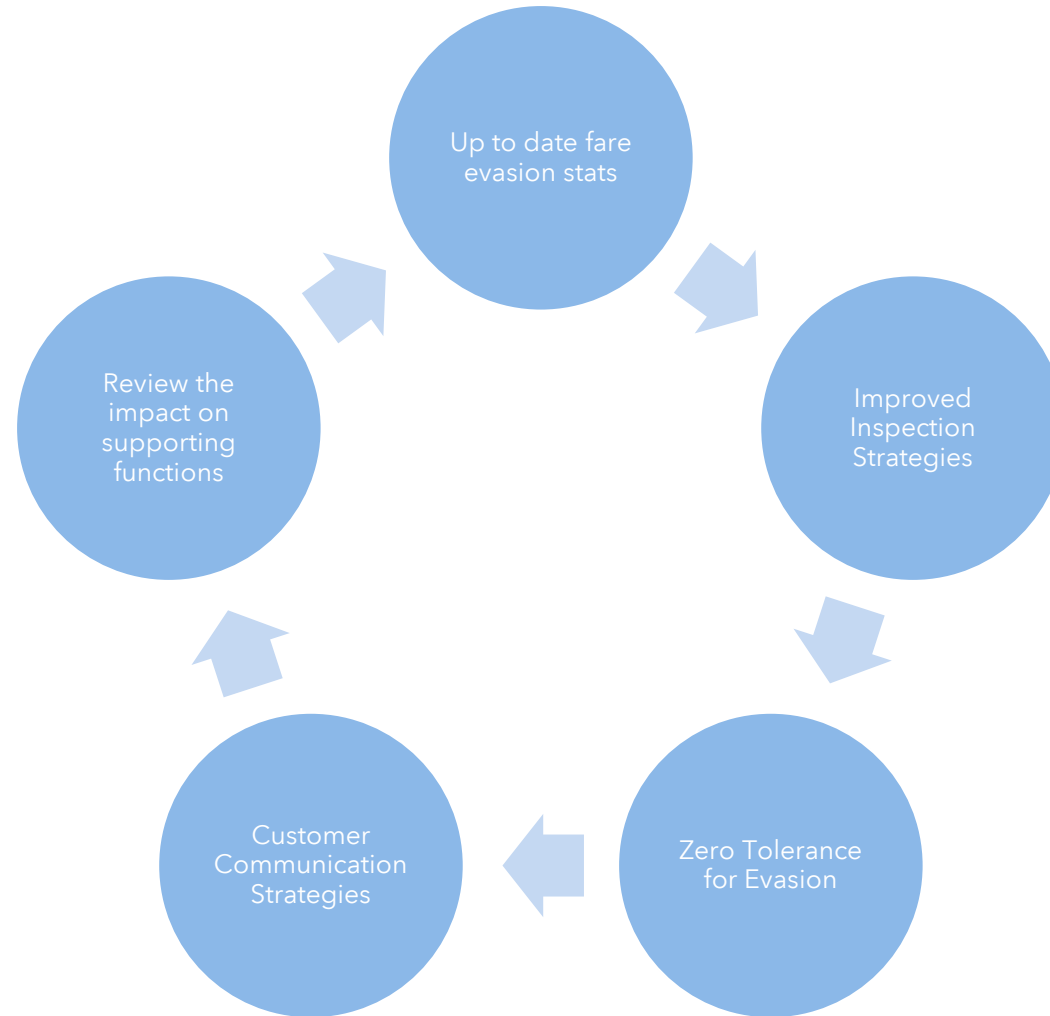 Up to date fare
evasion stats
Improved
Inspection
Strategies
Zero Tolerance
for Evasion
Customer
Communication
Strategies
Review the
impact on
supporting
functions